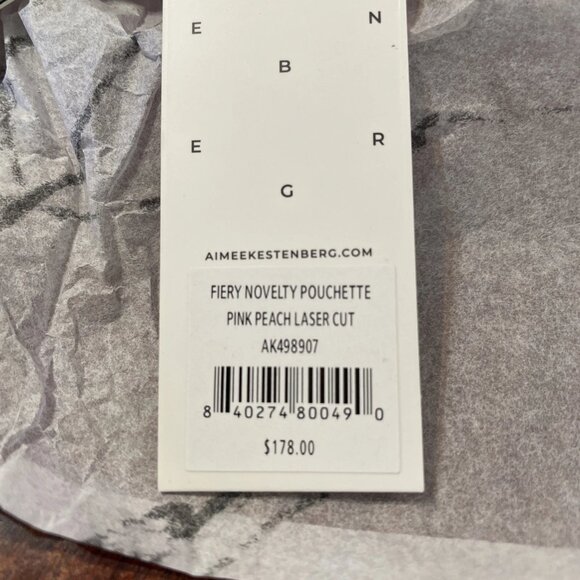 E N
B
E R
G
AIMEEKESTENBERG.COM
FIERY NOVELTY POUCHETTE
PINK PEACH LASER CUT
AK498907
8 40274 80049 0
$178.00